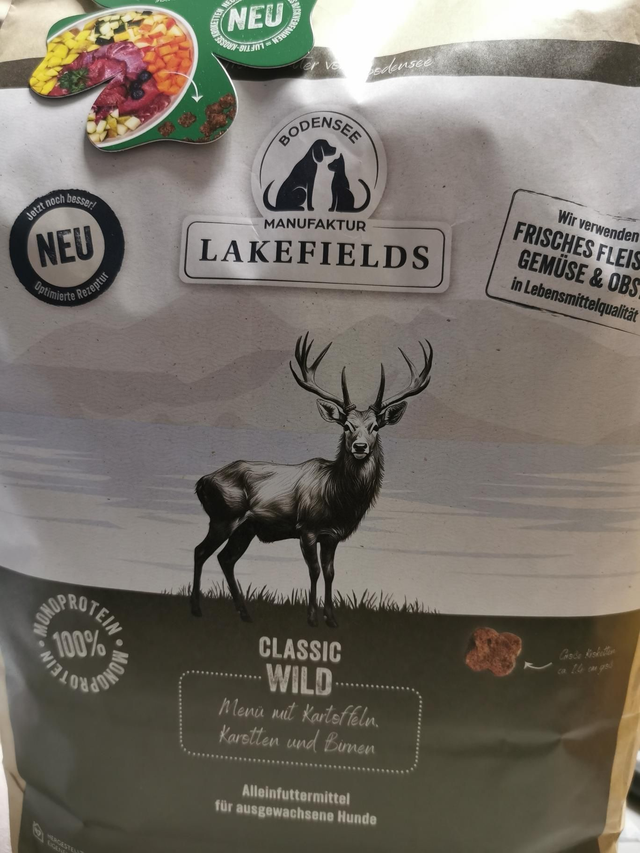 NEU
BODENSEE
MANUFAKTUR
LAKEFIELDS
Jetzt noch besser!
NEU
Optimierte Rezeptur
Wir verwenden
FRISCHES FLEIS
GEMÜSE & OBS
in Lebensmittelqualität
MONOPROTEIN • MONOPROTEIN •
100%
CLASSIC
WILD
Menü mit Kartoffeln,
Karotten und Birnen
Alleinfuttermittel
für ausgewachsene Hunde